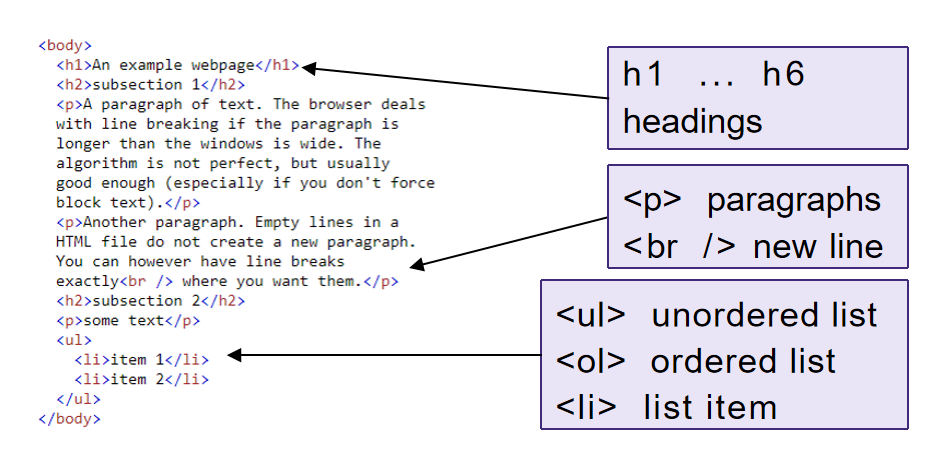 <body>
<h1>An example webpage</h1>
<h2>subsection 1</h2>
<p>A paragraph of text. The browser deals
with line breaking if the paragraph is
longer than the windows is wide. The
algorithm is not perfect, but usually
good enough (especially if you don't force
block text).</p>
<p>Another paragraph. Empty lines in a
HTML file do not create a new paragraph.
You can however have line breaks
exactly<br /> where you want them.</p>
<h2>subsection 2</h2>
<p>some text</p>
<ul>
<li>item 1</li>
<li>item 2</li>
</ul>
</body>
h1 ... h6
headings
<p> paragraphs
<br /> new line
<ul> unordered list
<ol> ordered list
<li> list item